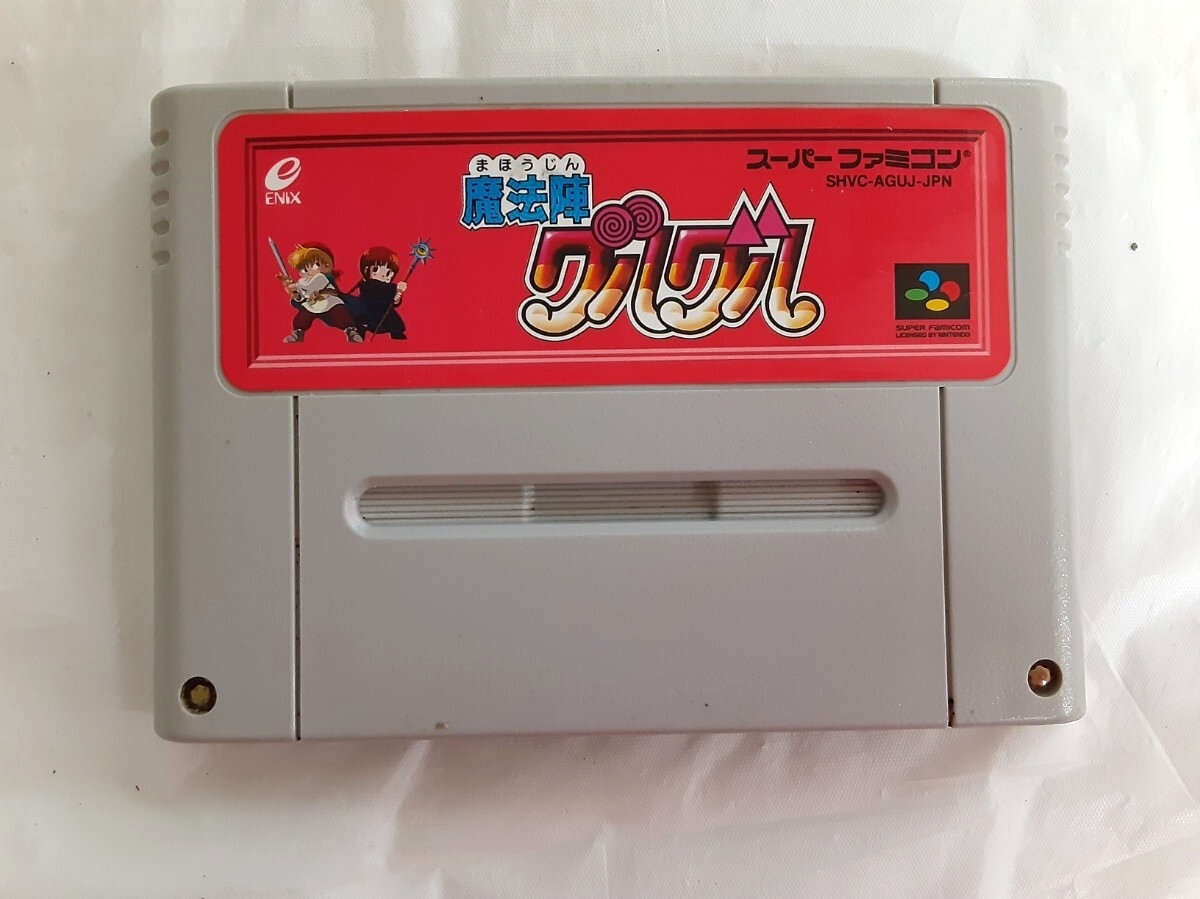 ENIX
まほうじん
魔法陣
グルグル
スーパーファミコン®
SHVC-AGUJ-JPN
SUPER FAMICOM
LICENSED BY NINTENDO